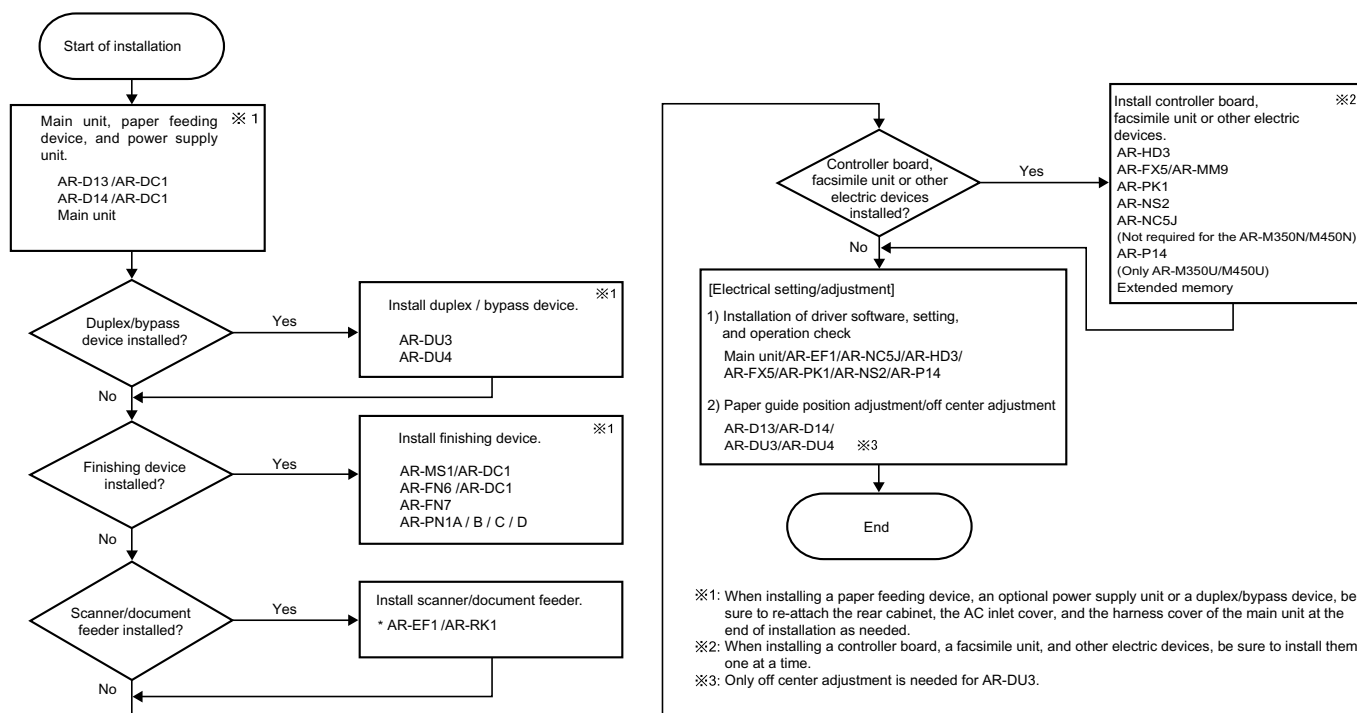 Start of installation
Main unit, paper feeding ※ 1
device, and power supply
unit.
AR-D13 /AR-DC1
AR-D14 /AR-DC1
Main unit
Duplex/bypass
device installed?
Yes
No
Install duplex / bypass device.
※1
AR-DU3
AR-DU4
Finishing device
installed?
Yes
No
Install finishing device.
※1
AR-MS1/AR-DC1
AR-FN6 /AR-DC1
AR-FN7
AR-PN1A / B / C / D
Scanner/document
feeder installed?
Yes
No
Install scanner/document feeder.
* AR-EF1 /AR-RK1
Controller board,
facsimile unit or other
electric devices
installed?
Yes
No
Install controller board, ※2
facsimile unit or other electric
devices.
AR-HD3
AR-FX5/AR-MM9
AR-PK1
AR-NS2
AR-NC5J
(Not required for the AR-M350N/M450N)
AR-P14
(Only AR-M350U/M450U)
Extended memory
[Electrical setting/adjustment]
1) Installation of driver software, setting,
and operation check
Main unit/AR-EF1/AR-NC5J/AR-HD3/
AR-FX5/AR-PK1/AR-NS2/AR-P14
2) Paper guide position adjustment/off center adjustment
AR-D13/AR-D14/
AR-DU3/AR-DU4 ※3
End
※1: When installing a paper feeding device, an optional power supply unit or a duplex/bypass device, be
sure to re-attach the rear cabinet, the AC inlet cover, and the harness cover of the main unit at the
end of installation as needed.
※2: When installing a controller board, a facsimile unit, and other electric devices, be sure to install them
one at a time.
※3: Only off center adjustment is needed for AR-DU3.